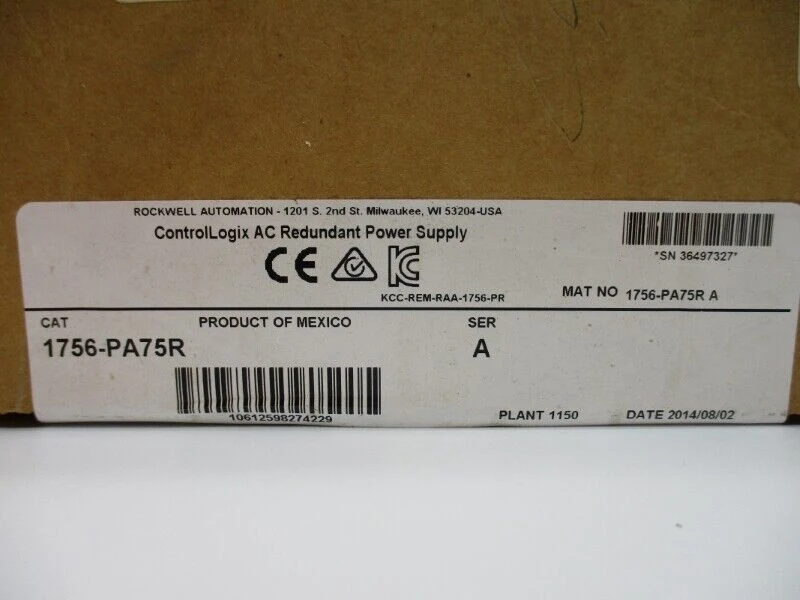 ROCKWELL AUTOMATION - 1201 S. 2nd St. Milwaukee, WI 53204-USA
ControlLogix AC Redundant Power Supply
*SN 36497327*
CE KC
KCC-REM-RAA-1756-PR
MAT NO 1756-PA75R A
CAT PRODUCT OF MEXICO SER
1756-PA75R A
10612598274229
PLANT 1150 DATE 2014/08/02